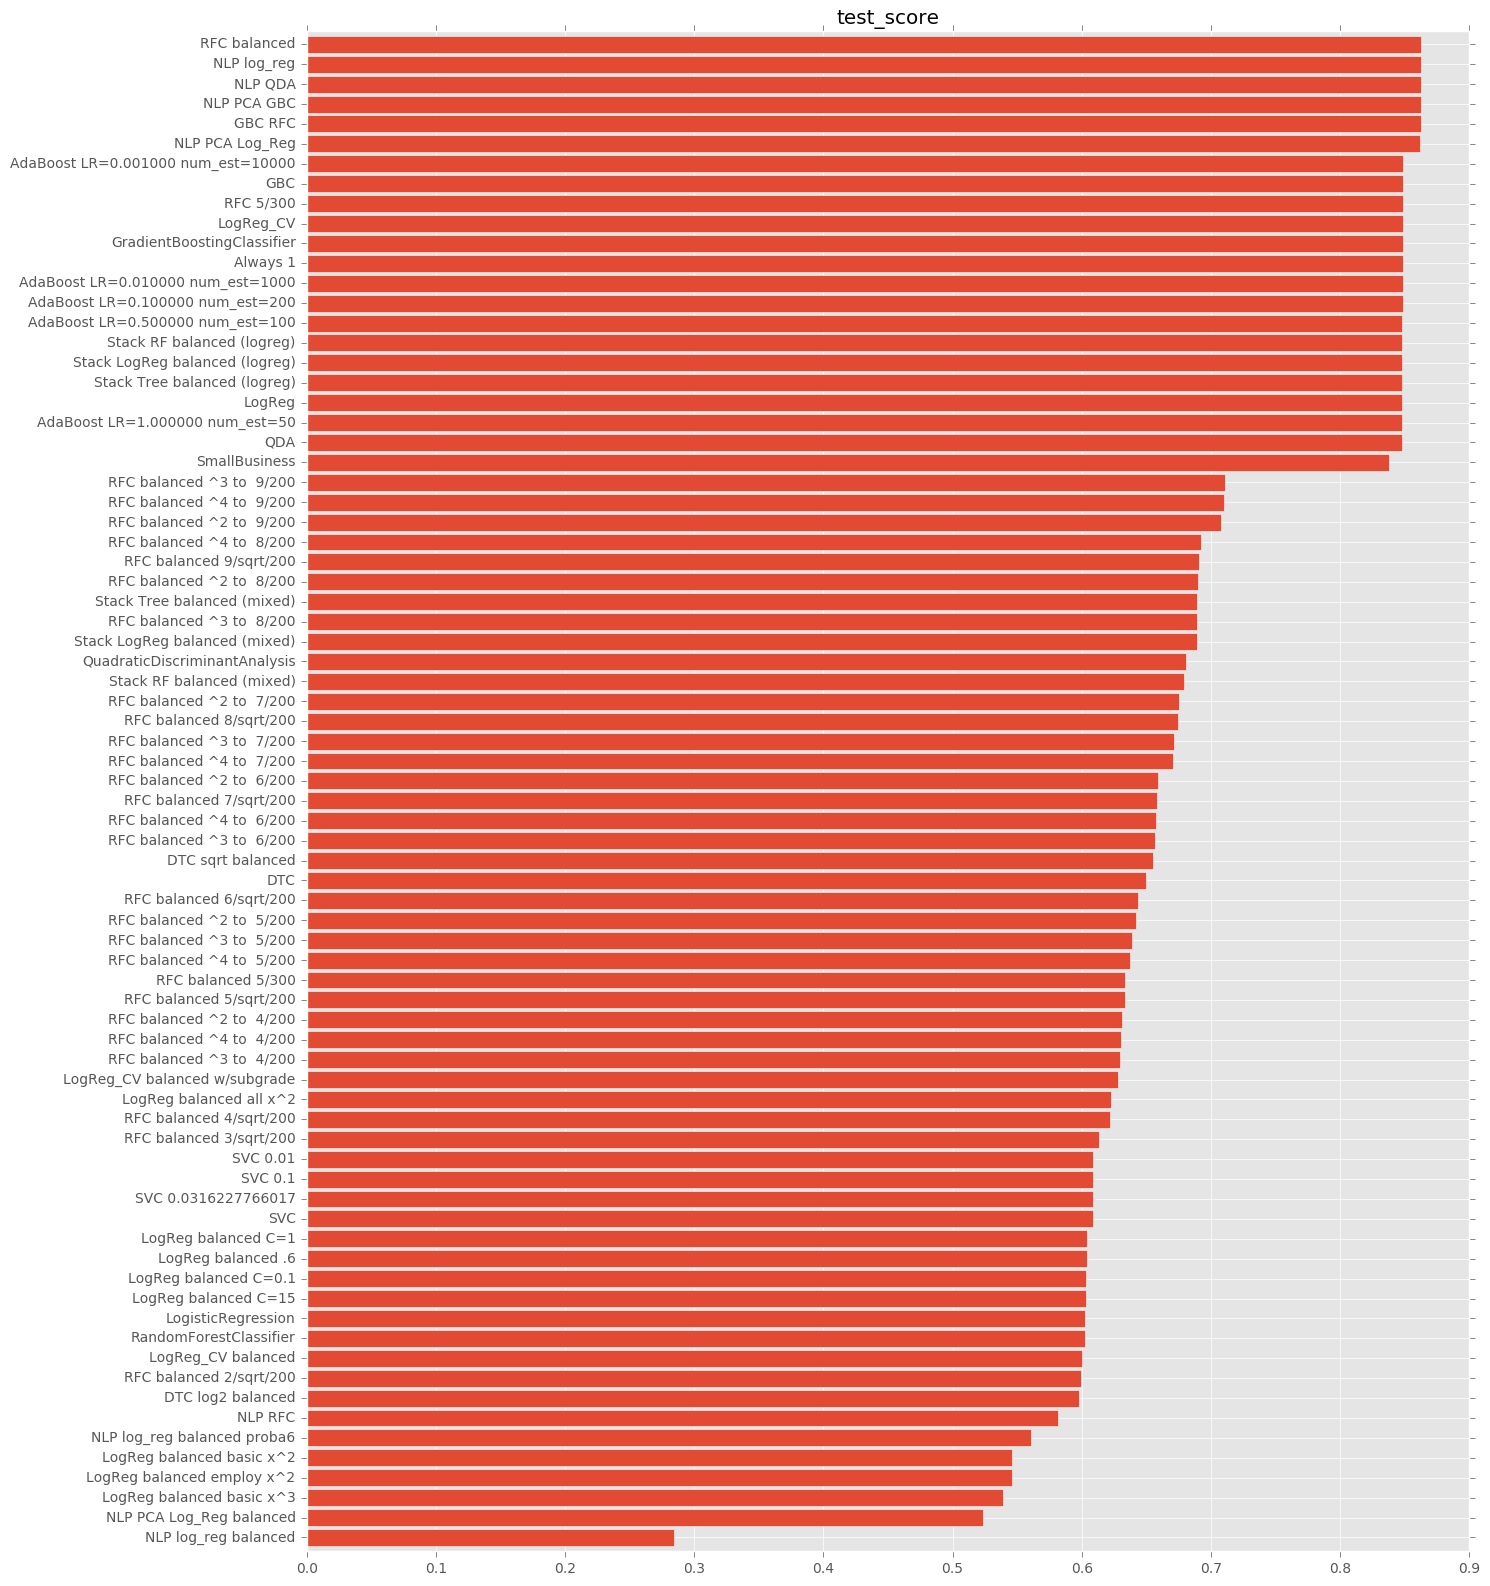 test_score
RFC balanced
NLP log_reg
NLP QDA
NLP PCA GBC
GBC RFC
NLP PCA Log_Reg
AdaBoost LR=0.001000 num_est=10000
GBC
RFC 5/300
LogReg_CV
GradientBoostingClassifier
Always 1
AdaBoost LR=0.010000 num_est=1000
AdaBoost LR=0.100000 num_est=200
AdaBoost LR=0.500000 num_est=100
Stack RF balanced (logreg)
Stack LogReg balanced (logreg)
Stack Tree balanced (logreg)
LogReg
AdaBoost LR=1.000000 num_est=50
QDA
SmallBusiness
RFC balanced ^3 to  9/200
RFC balanced ^4 to  9/200
RFC balanced ^2 to  9/200
RFC balanced ^4 to  8/200
RFC balanced 9/sqrt/200
RFC balanced ^2 to  8/200
Stack Tree balanced (mixed)
RFC balanced ^3 to  8/200
Stack LogReg balanced (mixed)
QuadraticDiscriminantAnalysis
Stack RF balanced (mixed)
RFC balanced ^2 to  7/200
RFC balanced 8/sqrt/200
RFC balanced ^3 to  7/200
RFC balanced ^4 to  7/200
RFC balanced ^2 to  6/200
RFC balanced 7/sqrt/200
RFC balanced ^4 to  6/200
RFC balanced ^3 to  6/200
DTC sqrt balanced
DTC
RFC balanced 6/sqrt/200
RFC balanced ^2 to  5/200
RFC balanced ^3 to  5/200
RFC balanced ^4 to  5/200
RFC balanced 5/300
RFC balanced 5/sqrt/200
RFC balanced ^2 to  4/200
RFC balanced ^4 to  4/200
RFC balanced ^3 to  4/200
LogReg_CV balanced w/subgrade
LogReg balanced all x^2
RFC balanced 4/sqrt/200
RFC balanced 3/sqrt/200
SVC 0.01
SVC 0.1
SVC 0.0316227766017
SVC
LogReg balanced C=1
LogReg balanced .6
LogReg balanced C=0.1
LogReg balanced C=15
LogisticRegression
RandomForestClassifier
LogReg_CV balanced
RFC balanced 2/sqrt/200
DTC log2 balanced
NLP RFC
NLP log_reg balanced proba6
LogReg balanced basic x^2
LogReg balanced employ x^2
LogReg balanced basic x^3
NLP PCA Log_Reg balanced
NLP log_reg balanced
0.0 0.1 0.2 0.3 0.4 0.5 0.6 0.7 0.8 0.9